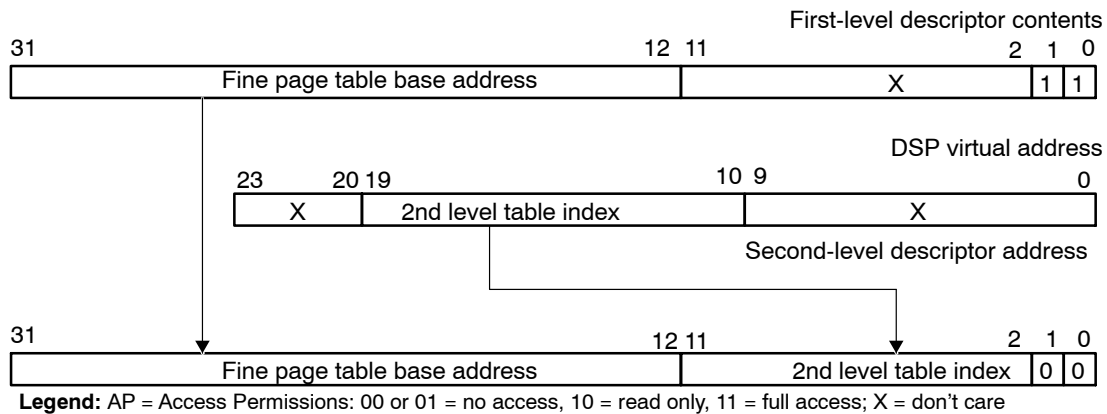 First-level descriptor contents
31 12 11 2 1 0
Fine page table base address X 1 1
DSP virtual address
23 20 19 10 9 0
X 2nd level table index X
Second-level descriptor address
31 12 11 2 1 0
Fine page table base address 2nd level table index 0 0
Legend: AP = Access Permissions: 00 or 01 = no access, 10 = read only, 11 = full access; X = don't care